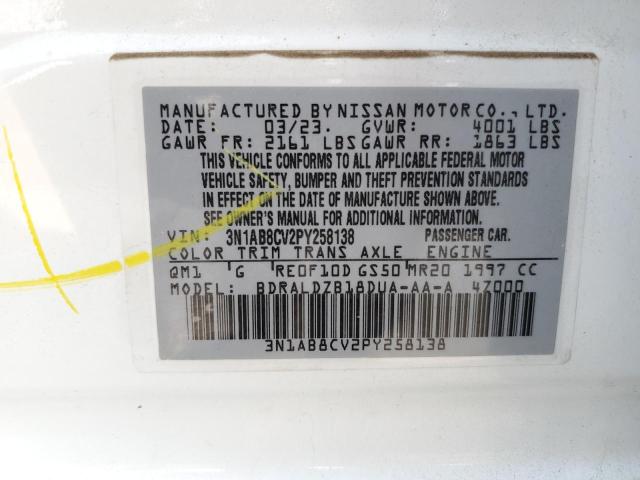 MANUFACTURED BY NISSAN MOTOR CO., LTD.
DATE: 03/23. GVWR: 4001 LBS
GAWR FR: 2161 LBS GAWR RR: 1863 LBS
THIS VEHICLE CONFORMS TO ALL APPLICABLE FEDERAL MOTOR
VEHICLE SAFETY, BUMPER AND THEFT PREVENTION STANDARDS
IN EFFECT ON THE DATE OF MANUFACTURE SHOWN ABOVE.
SEE OWNER'S MANUAL FOR ADDITIONAL INFORMATION.
VIN: 3N1AB8CV2PY258138 PASSENGER CAR.
COLOR TRIM TRANS AXLE ENGINE
QM1 G RE0F10D GS50 MR20 1997 CC
MODEL: BDRALDZB18DUA-AA-A 47000
3N1AB8CV2PY258138